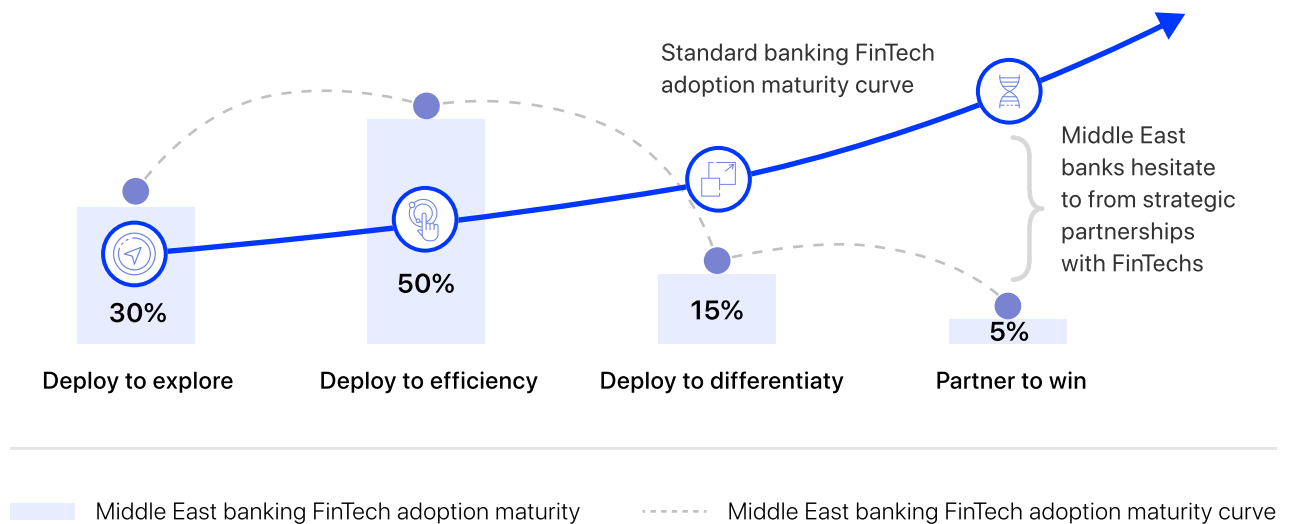 Standard banking FinTech
adoption maturity curve
Middle East
banks hesitate
to from strategic
partnerships
with FinTechs
30%
50%
15%
5%
Deploy to explore
Deploy to efficiency
Deploy to differentiaty
Partner to win
Middle East banking FinTech adoption maturity
Middle East banking FinTech adoption maturity curve